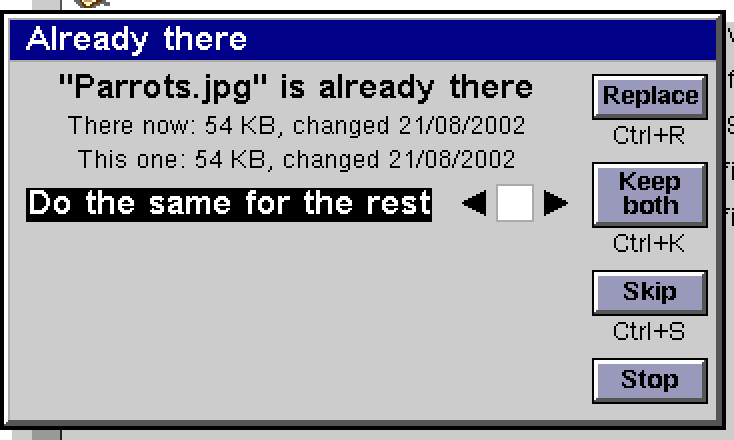 Already there
"Parrots.jpg" is already there
There now: 54 KB, changed 21/08/2002
This one: 54 KB, changed 21/08/2002
Do the same for the rest
Replace
Ctrl+R
Keep
both
Ctrl+K
Skip
Ctrl+S
Stop